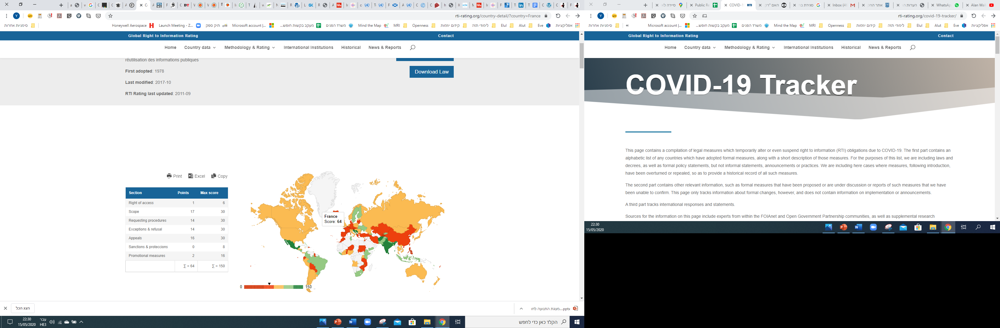 סיירה לא
Public Re
COVID-1
האם "רק
סגירת בו
Inbox (46
אתר החק
הערות הו
WhatsAp
Alan Wal
rti-rating.org/country-detail/?country=France
rti-rating.org/covid-19-tracker/
סימניות אחרות
Honeywell Aerospace
Launch Meeting - Z...
תיק ספק
Microsoft account |...
מעקב בקשות חופש...
משרד הפנים
Mind the Map
MRI
Openness
קידום יוזמות
לימודי תזה
Elul
Alut
Eve
אפליקציות
סימניות אחרות
«
Microsoft account |...
מעקב בקשות חופש...
משרד הפנים
Mind the Map
MRI
Openness
קידום יוזמות
לימודי תזה
Elul
Alut
Eve
אפליקציות
Global Right to Information Rating
Contact
Home Country data Methodology & Rating International Institutions Historical News & Reports
réutilisation des informations publiques
First adopted: 1978
Last modified: 2017-10
RTI Rating last updated: 2011-09
Download Law
Print Excel Copy
Section Points Max score
Right of access 1 6
Scope 17 30
Requesting procedures 14 30
Exceptions & refusal 14 30
Appeals 16 30
Sanctions & proteccions 0 8
Promotional measures 2 16
∑ = 64 ∑ = 150
France
Score: 64
0 150
הצג הכל
מצגת התנועה לחו....pptx
22:30
15/05/2020
עבר
HE3
הקלד כאן כדי לחפש
Global Right to Information Rating
Contact
Home Country data Methodology & Rating International Institutions Historical News & Reports
COVID-19 Tracker
This page contains a compilation of legal measures which temporarily alter or even suspend right to information (RTI) obligations due to COVID-19. The first part contains an
alphabetic list of any countries which have adopted formal measures, along with a short description of those measures. For the purposes of this list, we are including laws and
decrees, as well as formal policy statements, but not informal statements, announcements or practices. We are including here cases where measures, following introduction,
have been overturned or repealed, so as to provide a historical record of all such measures.
The second part contains other relevant information, such as formal measures that have been proposed or are under discussion or reports of such measures that we have
been unable to confirm. This page only tracks information about formal changes, however, and does not contain information on implementation or announcements.
A third part tracks international responses and statements.
Sources for the information on this page include experts from within the FOIAnet and Open Government Partnership communities, as well as supplemental research
22:30
15/05/2020